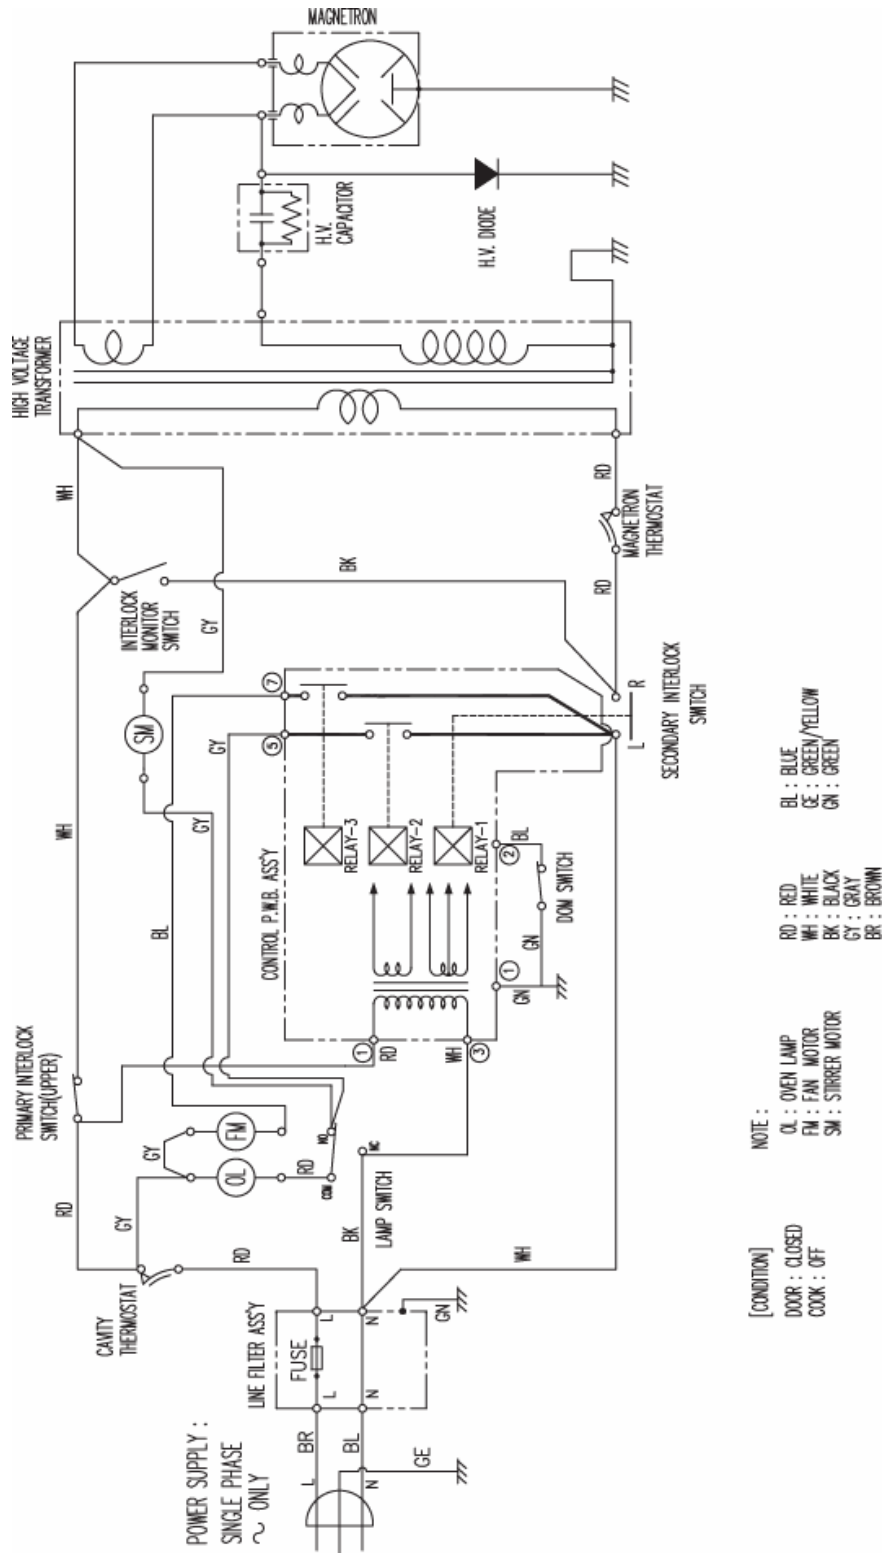 MAGNETRON
H.V.
CAPACITOR
H.V. DIODE
HIGH VOLTAGE
TRANSFORMER
WH
RD
MAGNETRON
THERMOSTAT
RD
BK
INTERLOCK
MONITOR
SWITCH
GY
SM
GY
7
5
R
L
SECONDARY INTERLOCK
SWITCH
WH
GY
BL
CONTROL P.W.B. ASS'Y
RELAY-3
RELAY-2
RELAY-1
2
BL
DOM SWITCH
GN
1
GN
1
RD
WH
3
PRIMARY INTERLOCK
SWITCH(UPPER)
RD
GY
FM
OL
GY
RD
NO
COM
NC
LAMP SWITCH
BK
WH
CAVITY
THERMOSTAT
RD
LINE FILTER ASS'Y
FUSE
L
N
L
N
GN
POWER SUPPLY :
SINGLE PHASE
~ ONLY
BR
BL
L
N
GE
[CONDITION]
DOOR : CLOSED
COOK : OFF
NOTE :
OL : OVEN LAMP
FM : FAN MOTOR
SM : STIRRER MOTOR
RD : RED
WH : WHITE
BK : BLACK
GY : GRAY
BR : BROWN
BL : BLUE
GE : GREEN/YELLOW
GN : GREEN